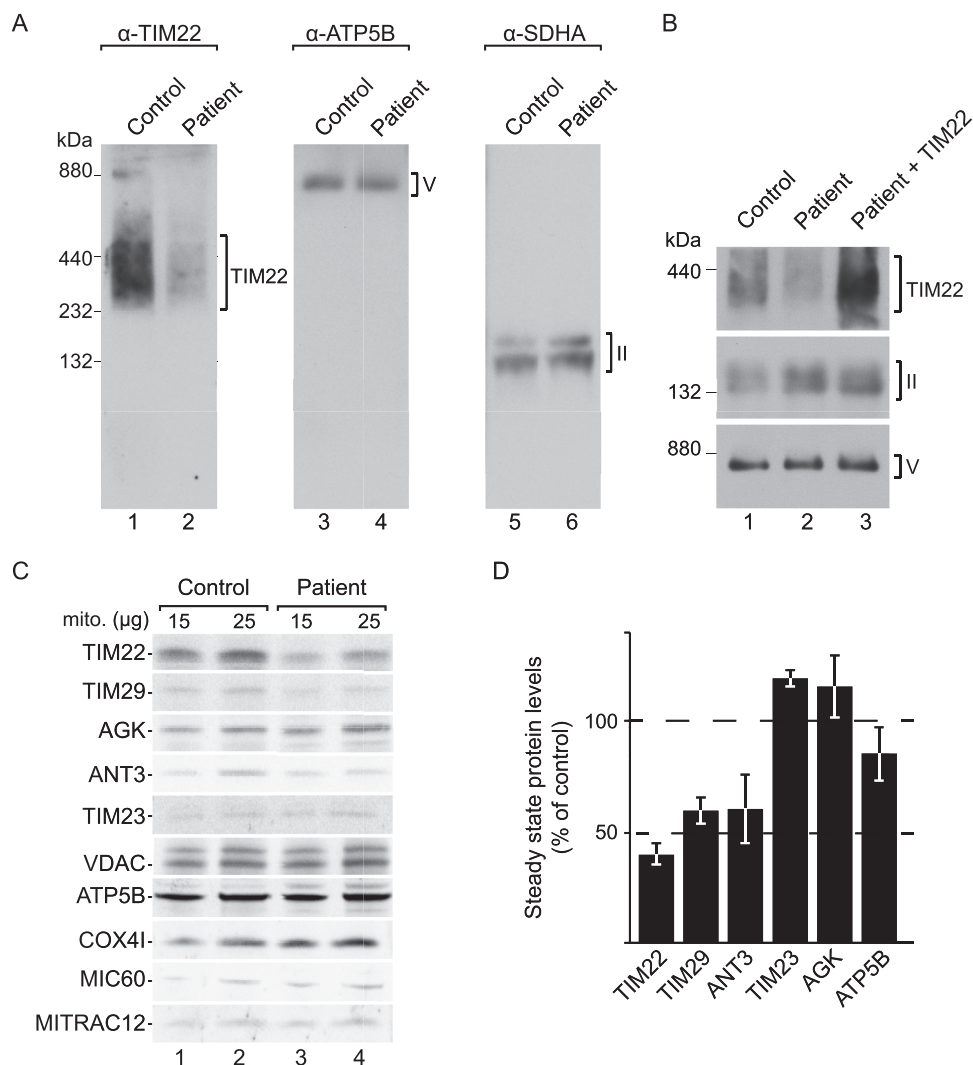 A
α-TIM22
α-ATP5B
α-SDHA
Control
Patient
Control
Patient
Control
Patient
kDa
880
440
232
132
TIM22
V
II
1 2
3 4
5 6
B
Control
Patient
Patient + TIM22
kDa
440
TIM22
132
II
880
V
1 2 3
C
Control Patient
mito. (µg) 15 25 15 25
TIM22
TIM29
AGK
ANT3
TIM23
VDAC
ATP5B
COX4I
MIC60
MITRAC12
1 2 3 4
D
Steady state protein levels
(% of control)
100
50
TIM22
TIM29
ANT3
TIM23
AGK
ATP5B